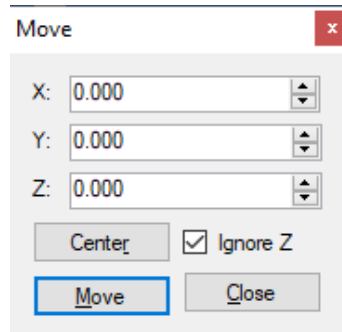 Move
x
X: 0.000
Y: 0.000
Z: 0.000
Center Ignore Z
Move Close